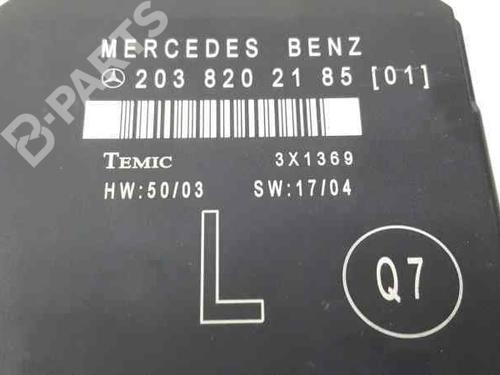 B-PARTS
MERCEDES BENZ
203 820 21 85 [01]
TEMIC 3X1369
HW:50/03 SW:17/04
L
Q7